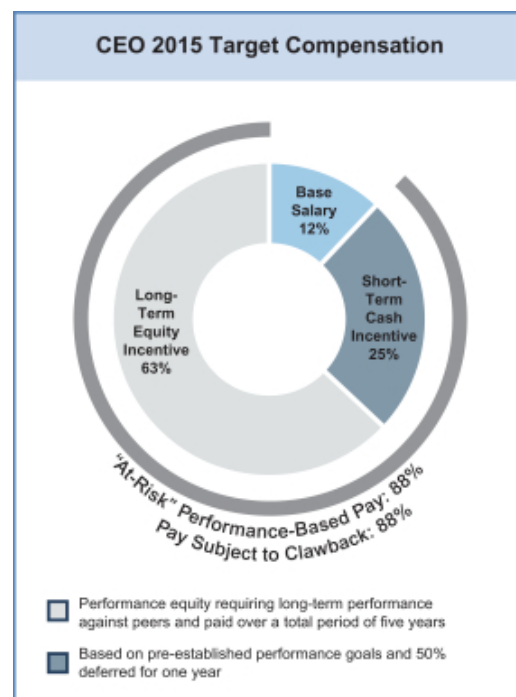 CEO 2015 Target Compensation
Base
Salary
12%
Short-
Term
Cash
Incentive
25%
Long-
Term
Equity
Incentive
63%
"At-Risk" Performance-Based Pay: 88%
Pay Subject to Clawback: 88%
Performance equity requiring long-term performance
against peers and paid over a total period of five years
Based on pre-established performance goals and 50%
deferred for one year